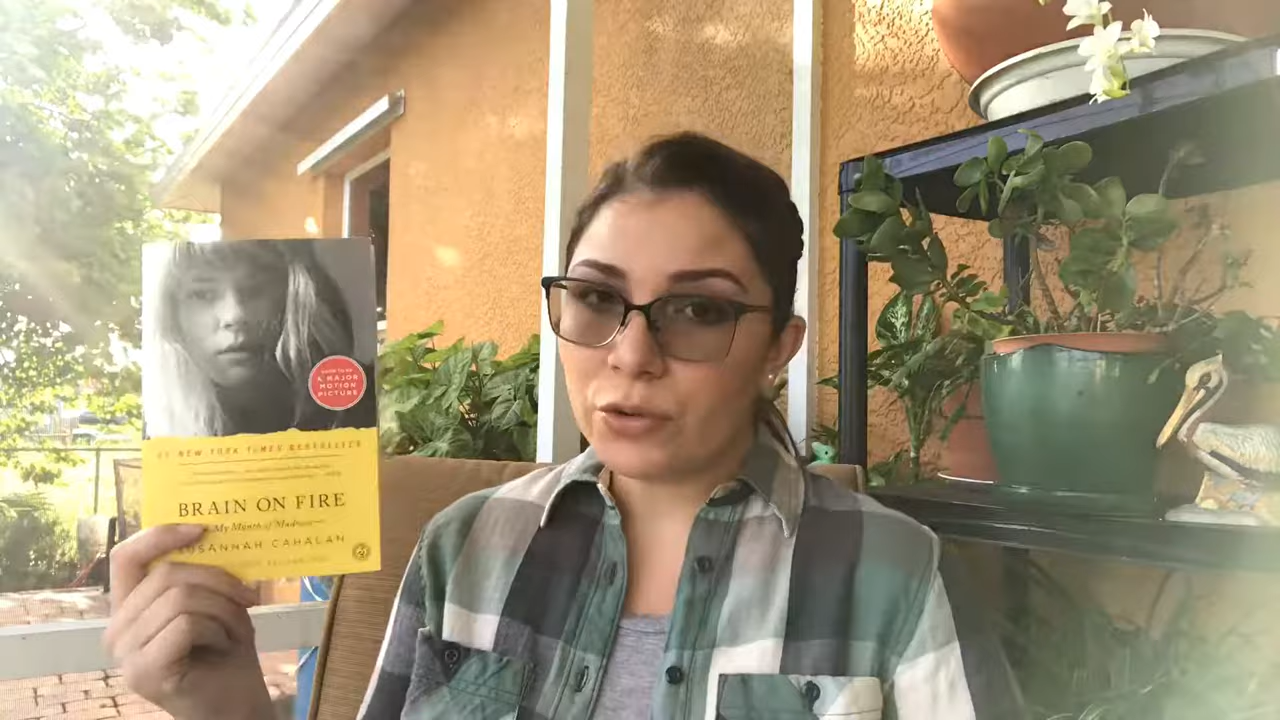 A MAJOR
MOTION
PICTURE
#1 NEW YORK TIMES BESTSELLER
BRAIN ON FIRE
My Month of Madness
SUSANNAH CAHALAN